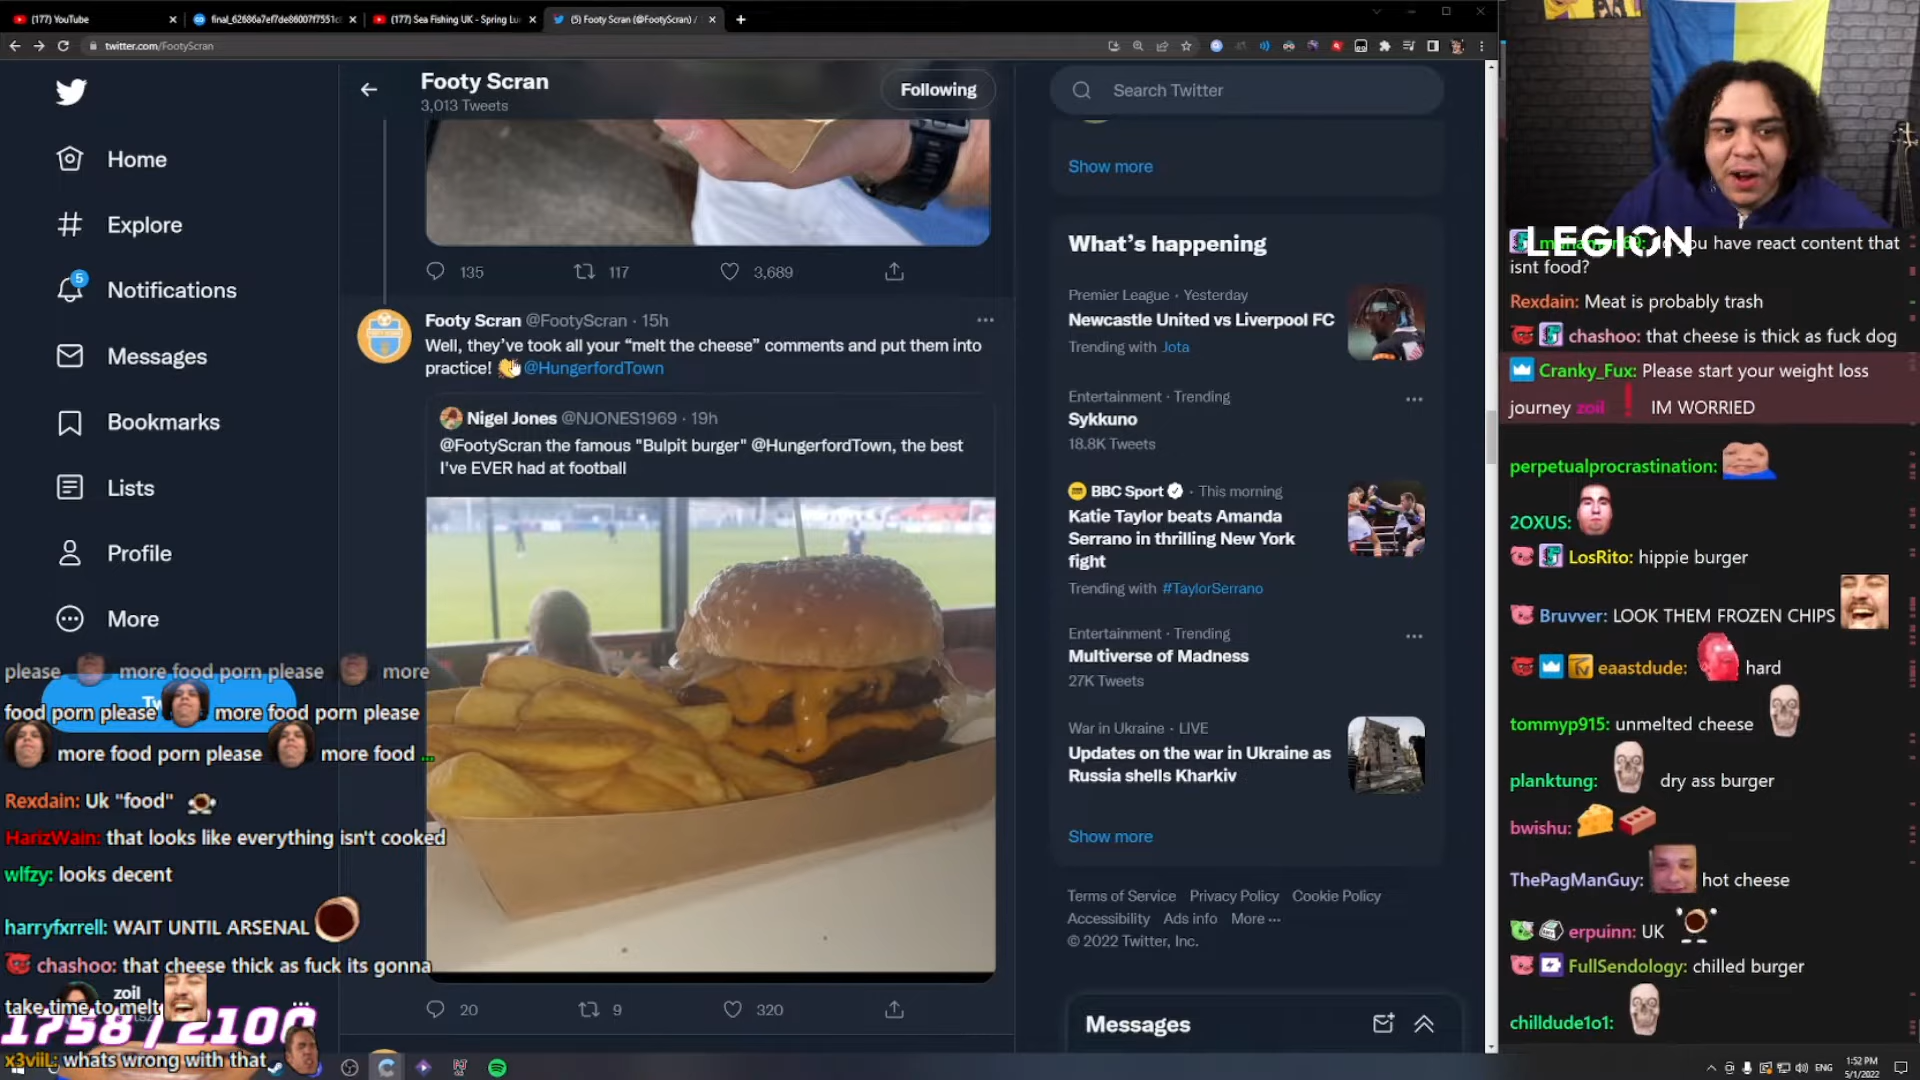 (177) YouTube
final_62686a7ef7de86007f7551c
(177) Sea Fishing UK - Spring Lu
(5) Footy Scran (@FootyScran) /
twitter.com/FootyScran
Home
Explore
5
Notifications
Messages
Bookmarks
Lists
Profile
More
Footy Scran
3,013 Tweets
Following
135
117
3,689
Footy Scran @FootyScran · 15h
Well, they’ve took all your “melt the cheese” comments and put them into
practice! @HungerfordTown
Nigel Jones @NJONES1969 · 19h
@FootyScran the famous "Bulpit burger" @HungerfordTown, the best
I've EVER had at football
20
9
320
Search Twitter
Show more
What’s happening
Premier League · Yesterday
Newcastle United vs Liverpool FC
Trending with Jota
Entertainment · Trending
Sykkuno
18.8K Tweets
BBC Sport · This morning
Katie Taylor beats Amanda
Serrano in thrilling New York
fight
Trending with #TaylorSerrano
Entertainment · Trending
Multiverse of Madness
27K Tweets
War in Ukraine · LIVE
Updates on the war in Ukraine as
Russia shells Kharkiv
Show more
Terms of Service Privacy Policy Cookie Policy
Accessibility Ads info More
© 2022 Twitter, Inc.
Messages
please more food porn please more
food porn please more food porn please
more food porn please more food ...
Rexdain: Uk "food"
HarizWain: that looks like everything isn't cooked
wlfzy: looks decent
harryfxrrell: WAIT UNTIL ARSENAL
chashoo: that cheese thick as fuck its gonna
take time to melt
zoil
1758/2100
x3viiL: whats wrong with that
LEGION
you have react content that
isnt food?
Rexdain: Meat is probably trash
chashoo: that cheese is thick as fuck dog
Cranky_Fux: Please start your weight loss
journey zoil IM WORRIED
perpetualprocrastination:
2OXUS:
LosRito: hippie burger
Bruvver: LOOK THEM FROZEN CHIPS
eaastdude: hard
tommyp915: unmelted cheese
planktung: dry ass burger
bwishu:
ThePagManGuy: hot cheese
erpuinn: UK
FullSendology: chilled burger
chilldude1o1:
ENG
1:52 PM
5/1/2022